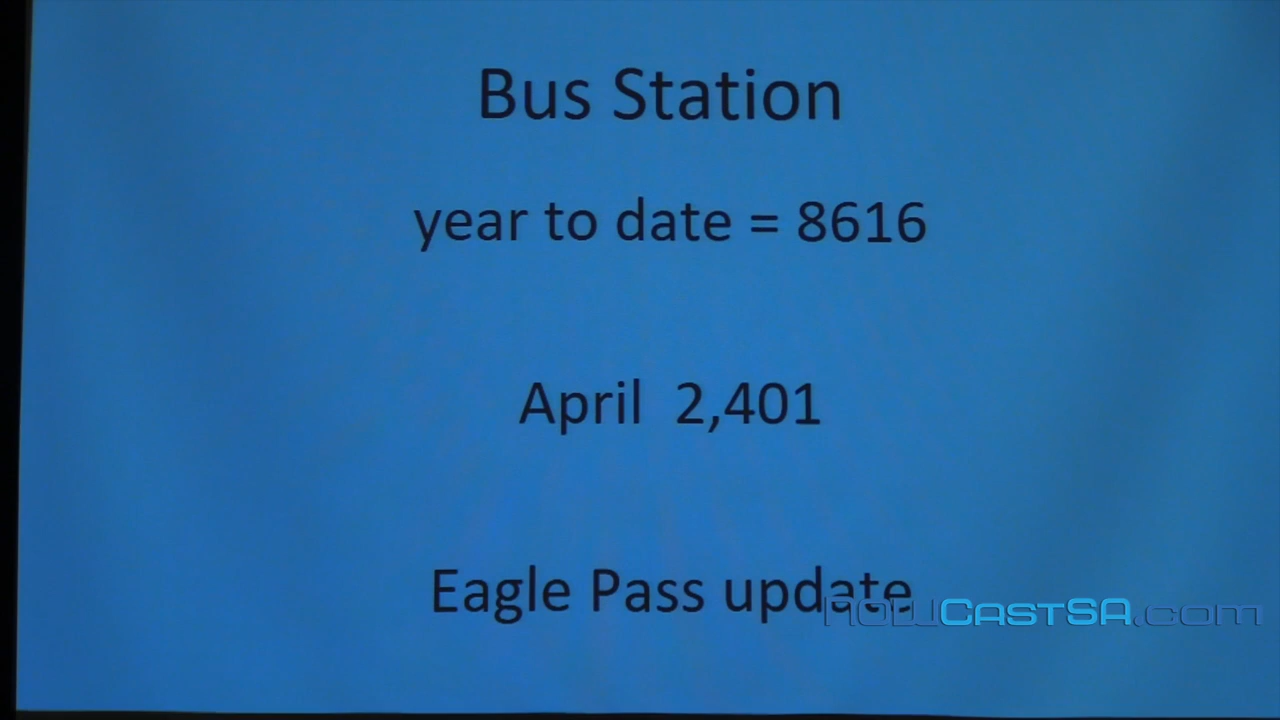 Bus Station
year to date = 8616
April 2,401
Eagle Pass update
NOWCastSA.com